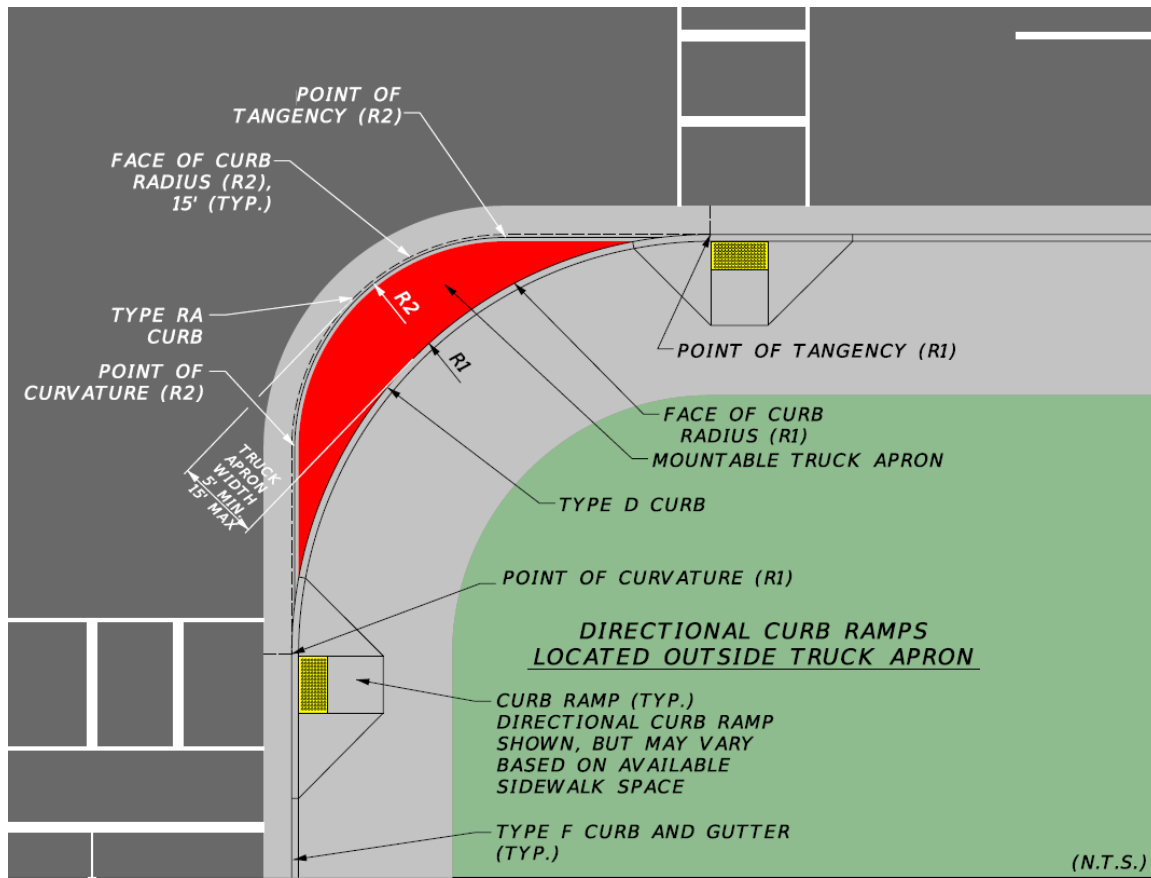 POINT OF
TANGENCY (R2)
FACE OF CURB
RADIUS (R2),
15' (TYP.)
TYPE RA
CURB
POINT OF
CURVATURE (R2)
R2
R1
TRUCK
APRON
WIDTH
5' MIN.
15' MAX
POINT OF TANGENCY (R1)
FACE OF CURB
RADIUS (R1)
MOUNTABLE TRUCK APRON
TYPE D CURB
POINT OF CURVATURE (R1)
DIRECTIONAL CURB RAMPS
LOCATED OUTSIDE TRUCK APRON
CURB RAMP (TYP.)
DIRECTIONAL CURB RAMP
SHOWN, BUT MAY VARY
BASED ON AVAILABLE
SIDEWALK SPACE
TYPE F CURB AND GUTTER
(TYP.)
(N.T.S.)